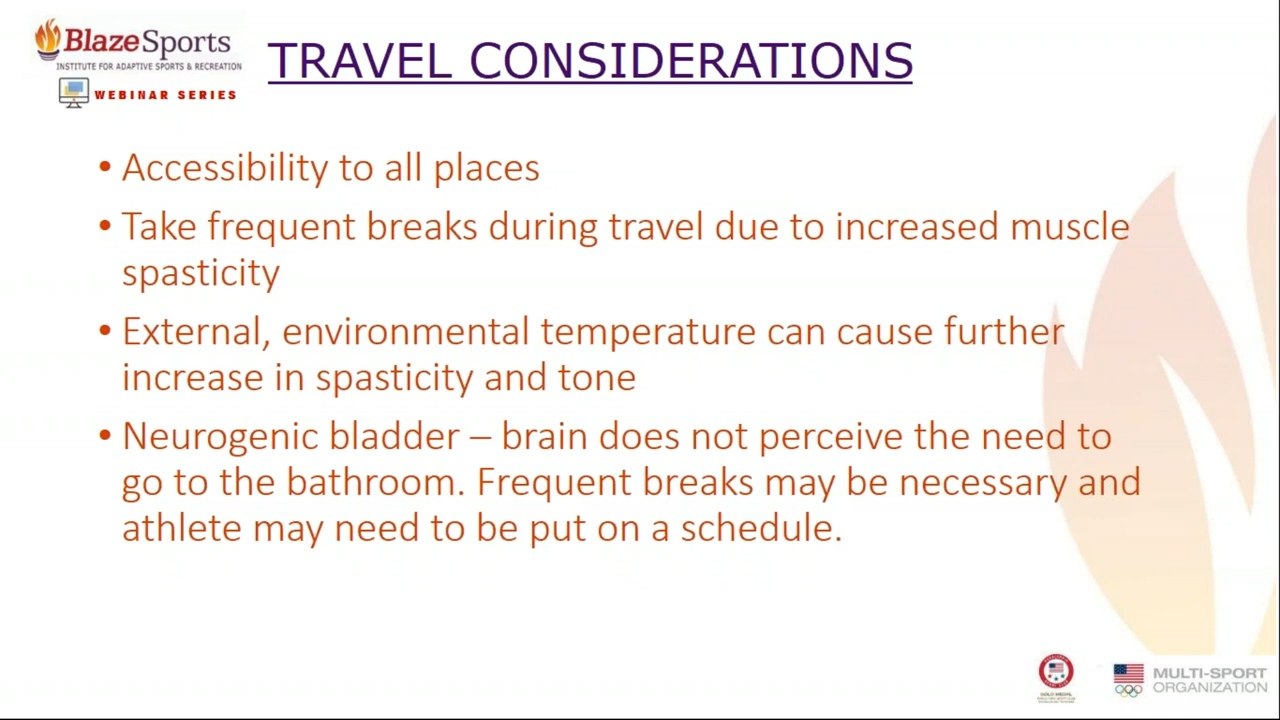 BlazeSports
INSTITUTE FOR ADAPTIVE SPORTS & RECREATION
WEBINAR SERIES
TRAVEL CONSIDERATIONS
• Accessibility to all places
• Take frequent breaks during travel due to increased muscle
spasticity
• External, environmental temperature can cause further
increase in spasticity and tone
• Neurogenic bladder – brain does not perceive the need to
go to the bathroom. Frequent breaks may be necessary and
athlete may need to be put on a schedule.
GOLD MEDAL
MULTI-SPORT
ORGANIZATION